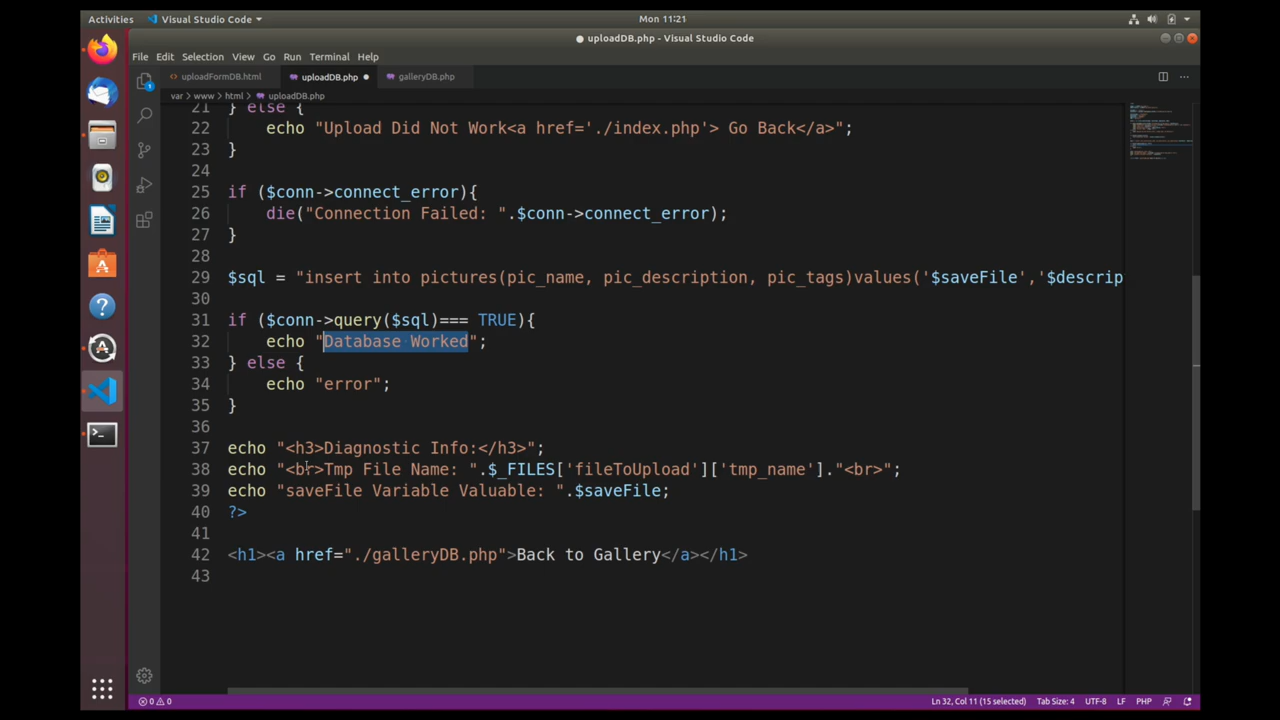 Activities Visual Studio Code Mon 11:21
uploadDB.php - Visual Studio Code
File Edit Selection View Go Run Terminal Help
uploadFormDB.html uploadDB.php galleryDB.php
var > www > html > uploadDB.php
21 } else {
22 echo "Upload Did Not Work<a href='./index.php'> Go Back</a>";
23 }
24
25 if ($conn->connect_error){
26 die("Connection Failed: ".$conn->connect_error);
27 }
28
29 $sql = "insert into pictures(pic_name, pic_description, pic_tags)values('$saveFile','$descrip
30
31 if ($conn->query($sql)=== TRUE){
32 echo "Database Worked";
33 } else {
34 echo "error";
35 }
36
37 echo "<h3>Diagnostic Info:</h3>";
38 echo "<br>Tmp File Name: ".$_FILES['fileToUpload']['tmp_name']."<br>";
39 echo "saveFile Variable Valuable: ".$saveFile;
40 ?>
41
42 <h1><a href="./galleryDB.php">Back to Gallery</a></h1>
43
0 0 Ln 32, Col 11 (15 selected) Tab Size: 4 UTF-8 LF PHP